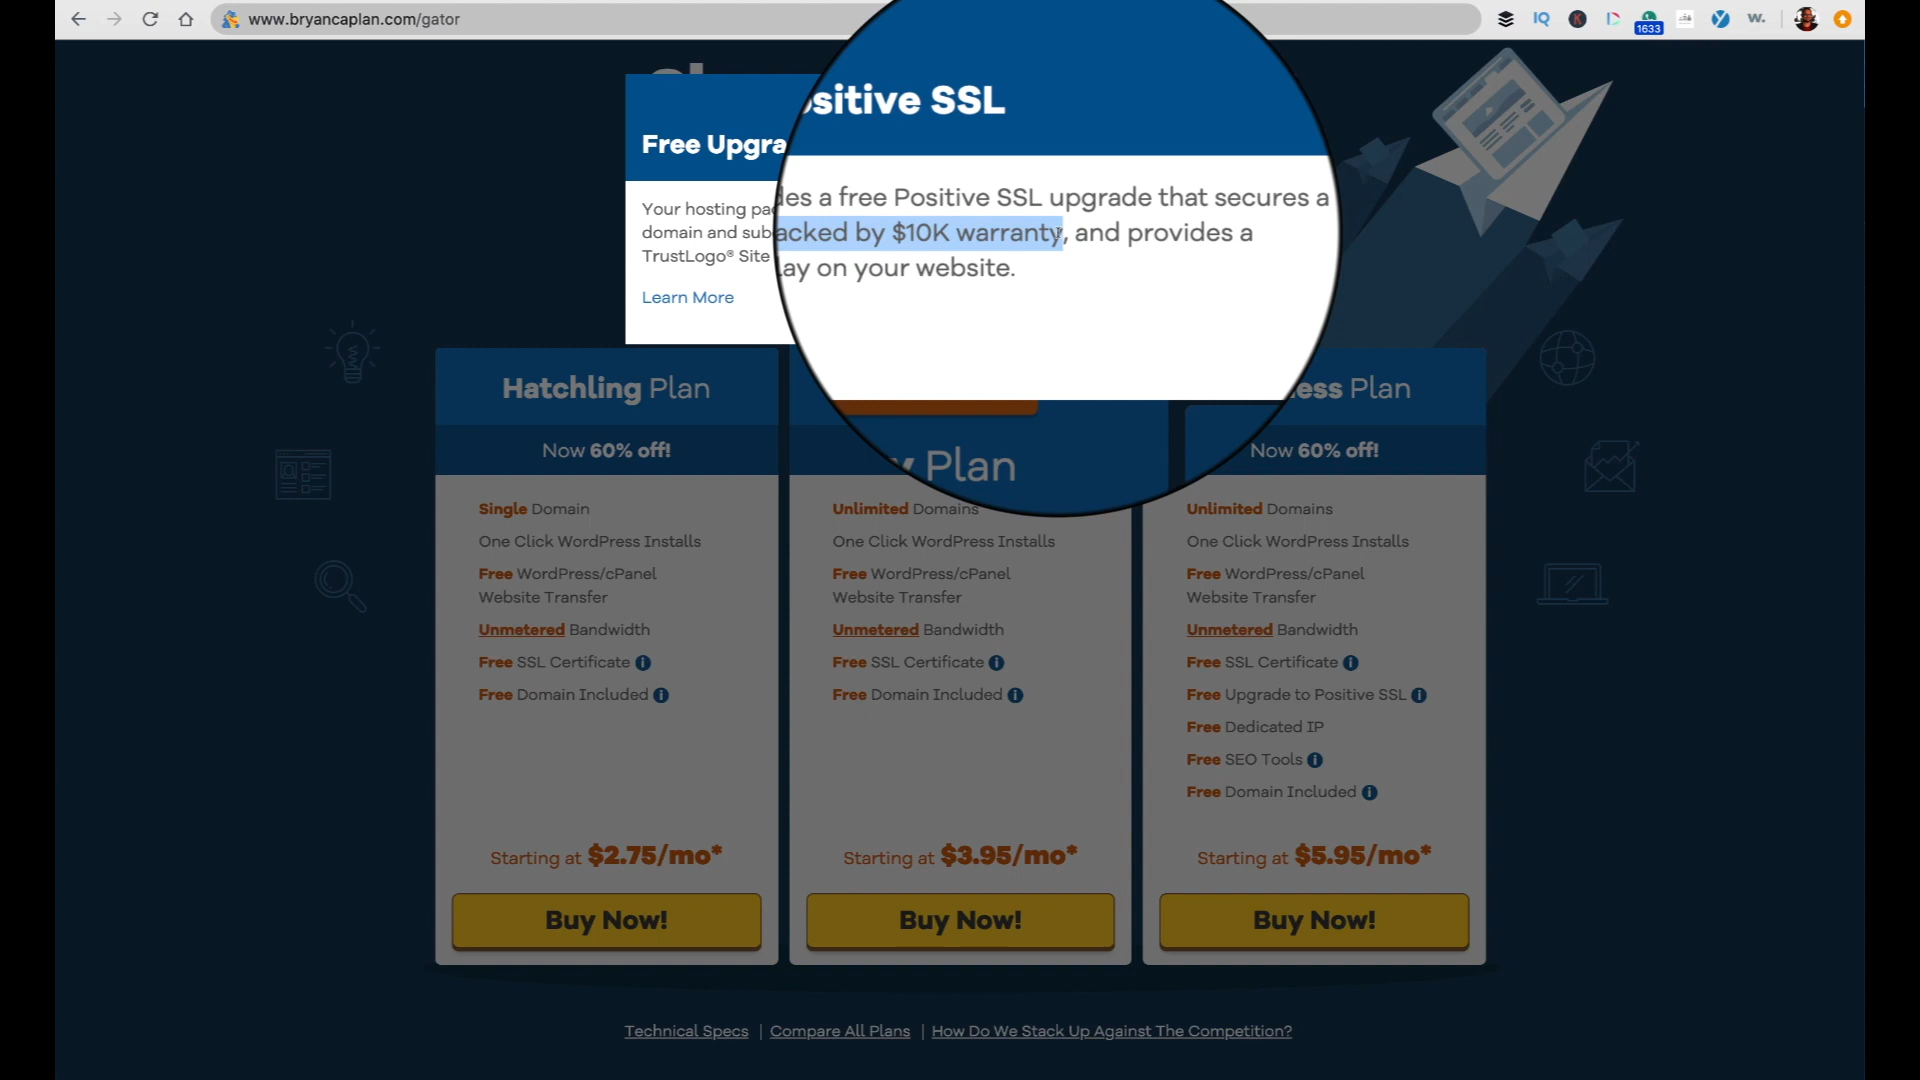 www.bryancaplan.com/gator
IQ
K
1633
w.
sitive SSL
Free Upgra
des a free Positive SSL upgrade that secures a
Your hosting pac
domain and sub
acked by $10K warranty, and provides a
TrustLogo® Site
lay on your website.
Learn More
Hatchling Plan
y Plan
ess Plan
Now 60% off!
Now 60% off!
Single Domain
One Click WordPress Installs
Free WordPress/cPanel
Website Transfer
Unmetered Bandwidth
Free SSL Certificate
Free Domain Included
Starting at $2.75/mo*
Buy Now!
Unlimited Domains
One Click WordPress Installs
Free WordPress/cPanel
Website Transfer
Unmetered Bandwidth
Free SSL Certificate
Free Domain Included
Starting at $3.95/mo*
Buy Now!
Unlimited Domains
One Click WordPress Installs
Free WordPress/cPanel
Website Transfer
Unmetered Bandwidth
Free SSL Certificate
Free Upgrade to Positive SSL
Free Dedicated IP
Free SEO Tools
Free Domain Included
Starting at $5.95/mo*
Buy Now!
Technical Specs | Compare All Plans | How Do We Stack Up Against The Competition?